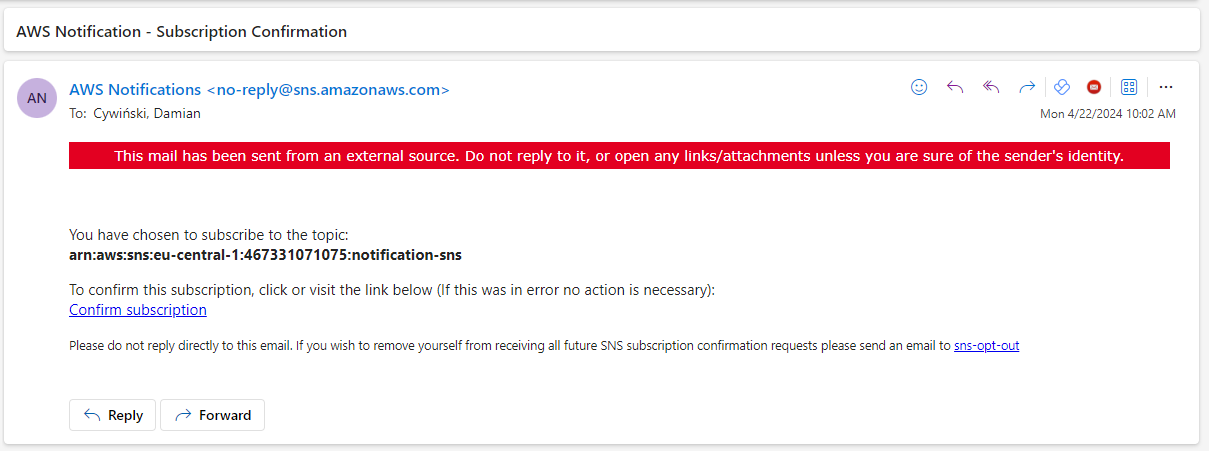 AWS Notification - Subscription Confirmation
AN
AWS Notifications <no-reply@sns.amazonaws.com>
To: Cywiński, Damian
Mon 4/22/2024 10:02 AM
This mail has been sent from an external source. Do not reply to it, or open any links/attachments unless you are sure of the sender's identity.
You have chosen to subscribe to the topic:
arn:aws:sns:eu-central-1:467331071075:notification-sns
To confirm this subscription, click or visit the link below (If this was in error no action is necessary):
Confirm subscription
Please do not reply directly to this email. If you wish to remove yourself from receiving all future SNS subscription confirmation requests please send an email to sns-opt-out
Reply
Forward